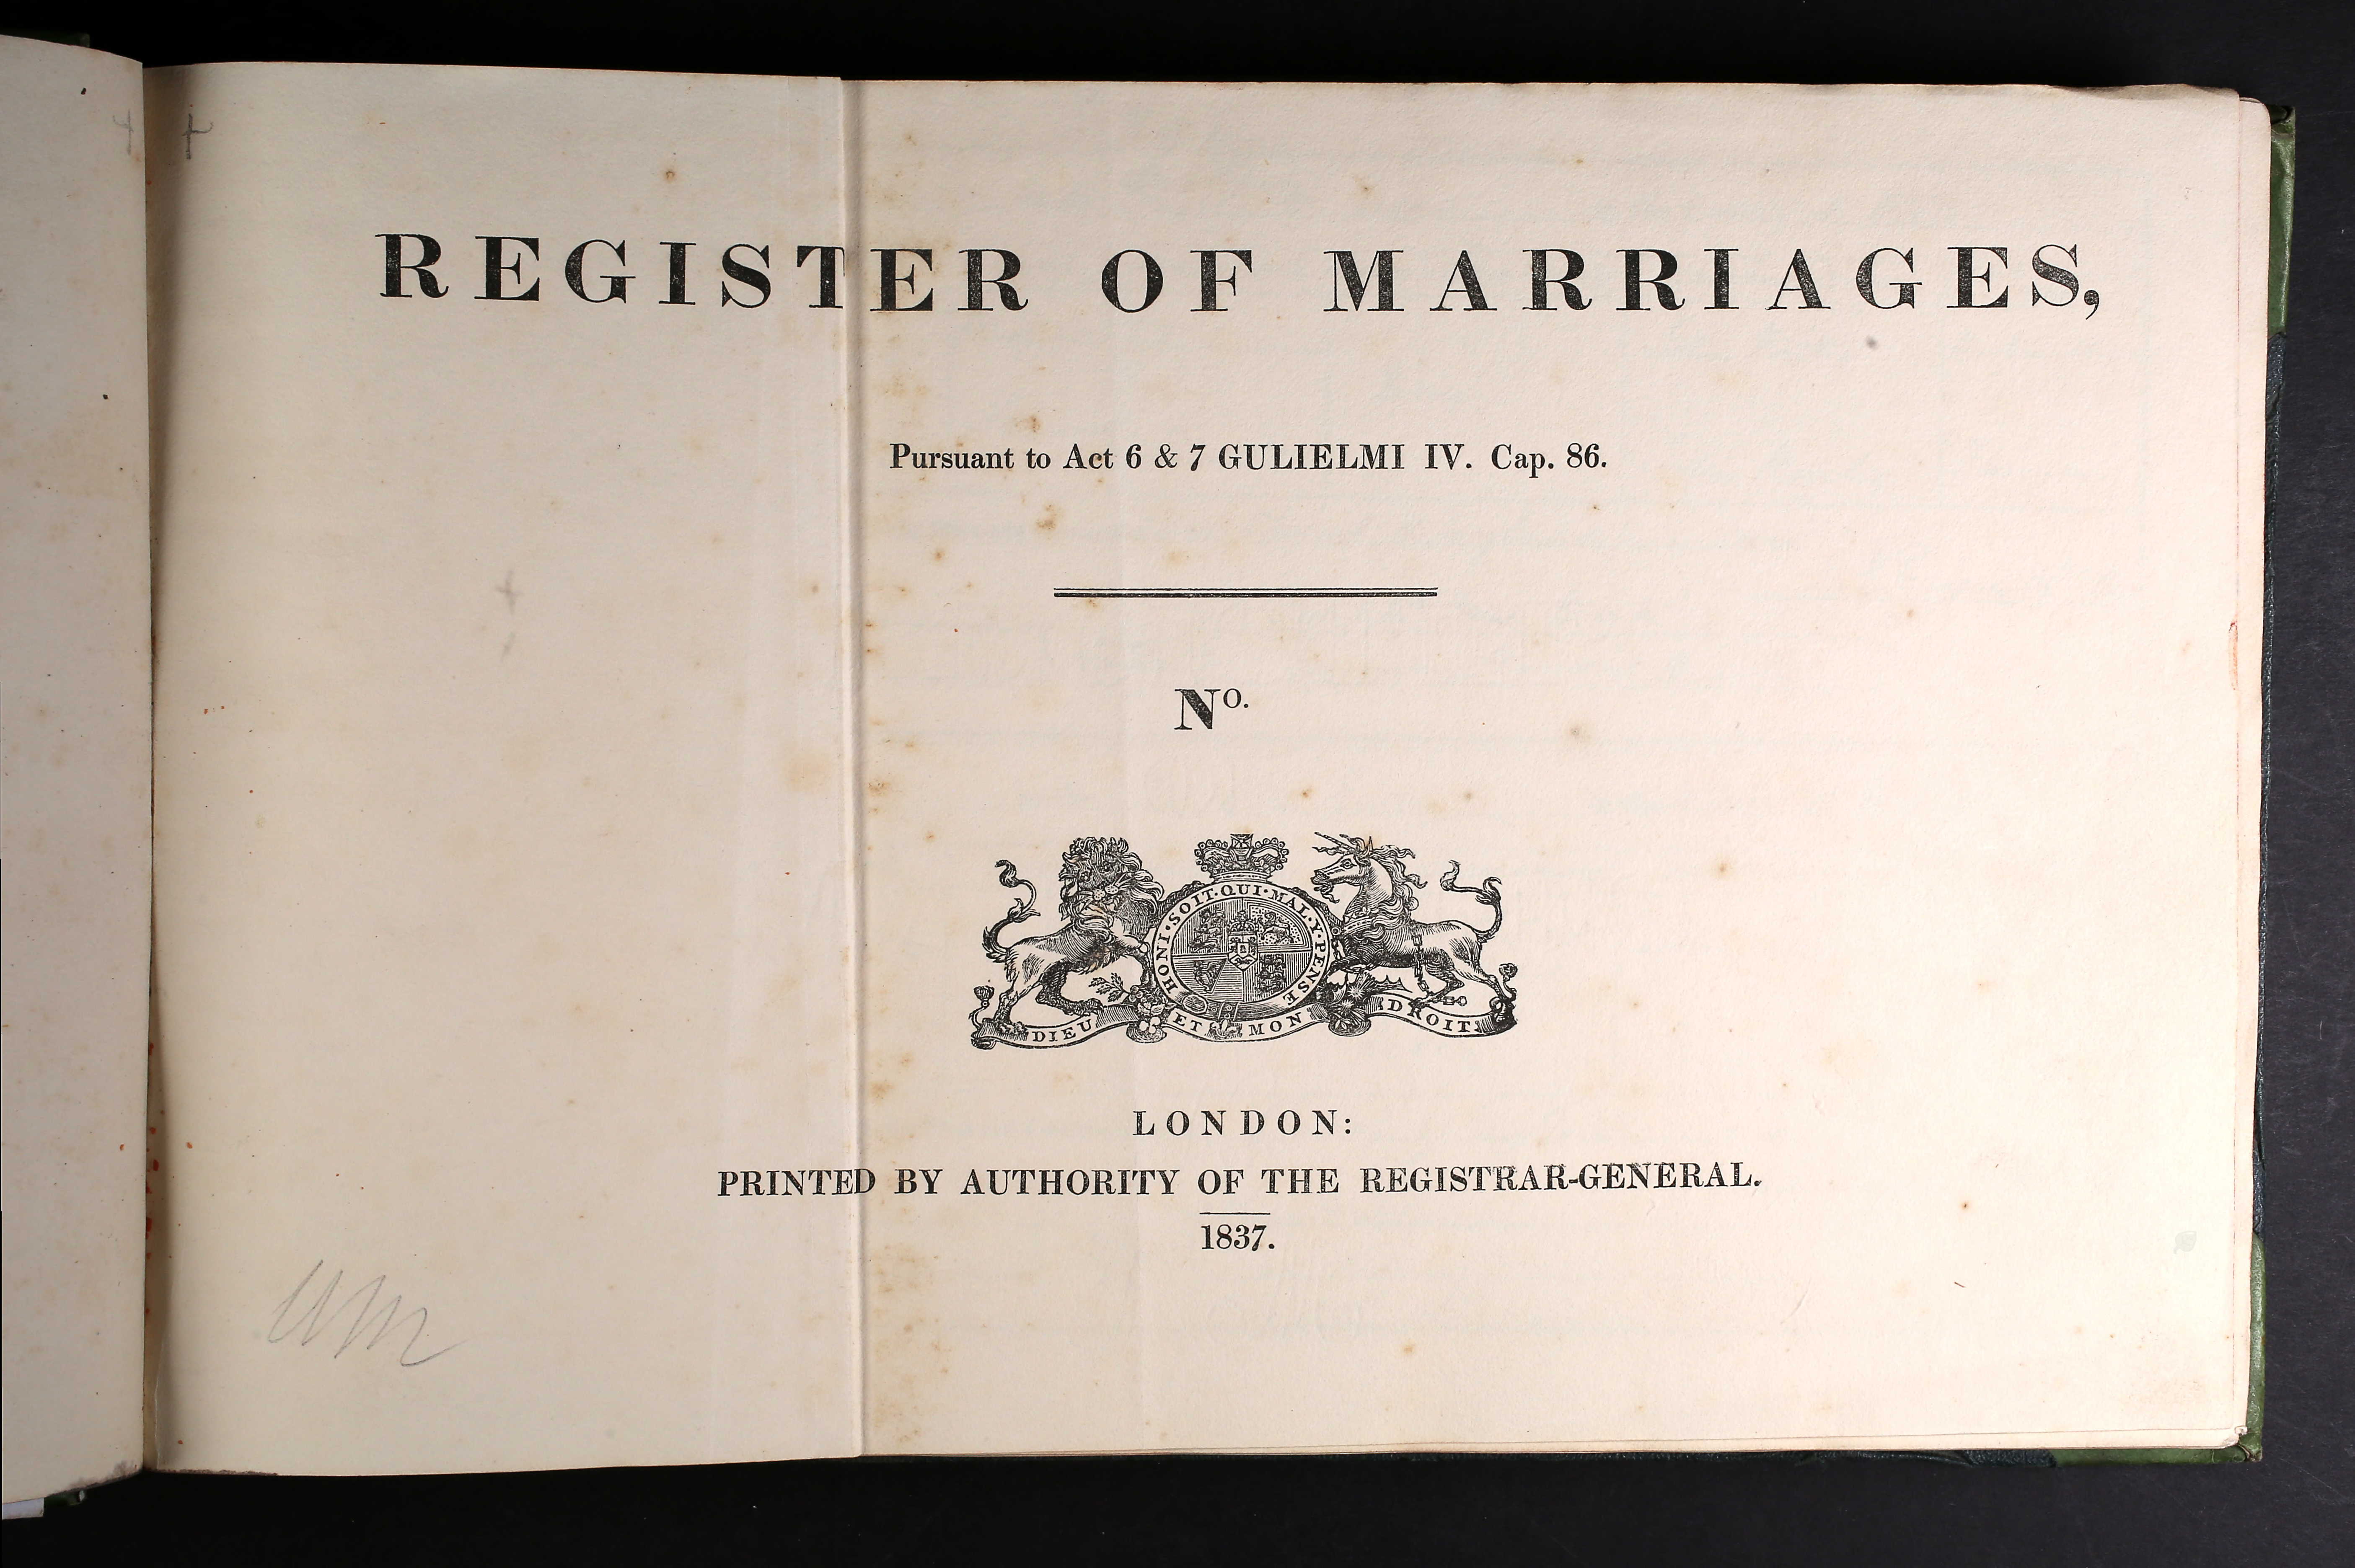 REGISTER OF MARRIAGES,
Pursuant to Act 6 & 7 GULIELMI IV. Cap. 86.
No.
HONI·SOIT·QUI·MAL·Y·PENSE
DIEU ET MON DROIT
LONDON:
PRINTED BY AUTHORITY OF THE REGISTRAR-GENERAL.
1837.